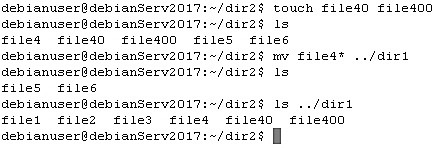 debianuser@debianServ2017:~/dir2$ touch file40 file400
debianuser@debianServ2017:~/dir2$ ls
file4  file40  file400  file5  file6
debianuser@debianServ2017:~/dir2$ mv file4* ../dir1
debianuser@debianServ2017:~/dir2$ ls
file5  file6
debianuser@debianServ2017:~/dir2$ ls ../dir1
file1  file2  file3  file4  file40  file400
debianuser@debianServ2017:~/dir2$